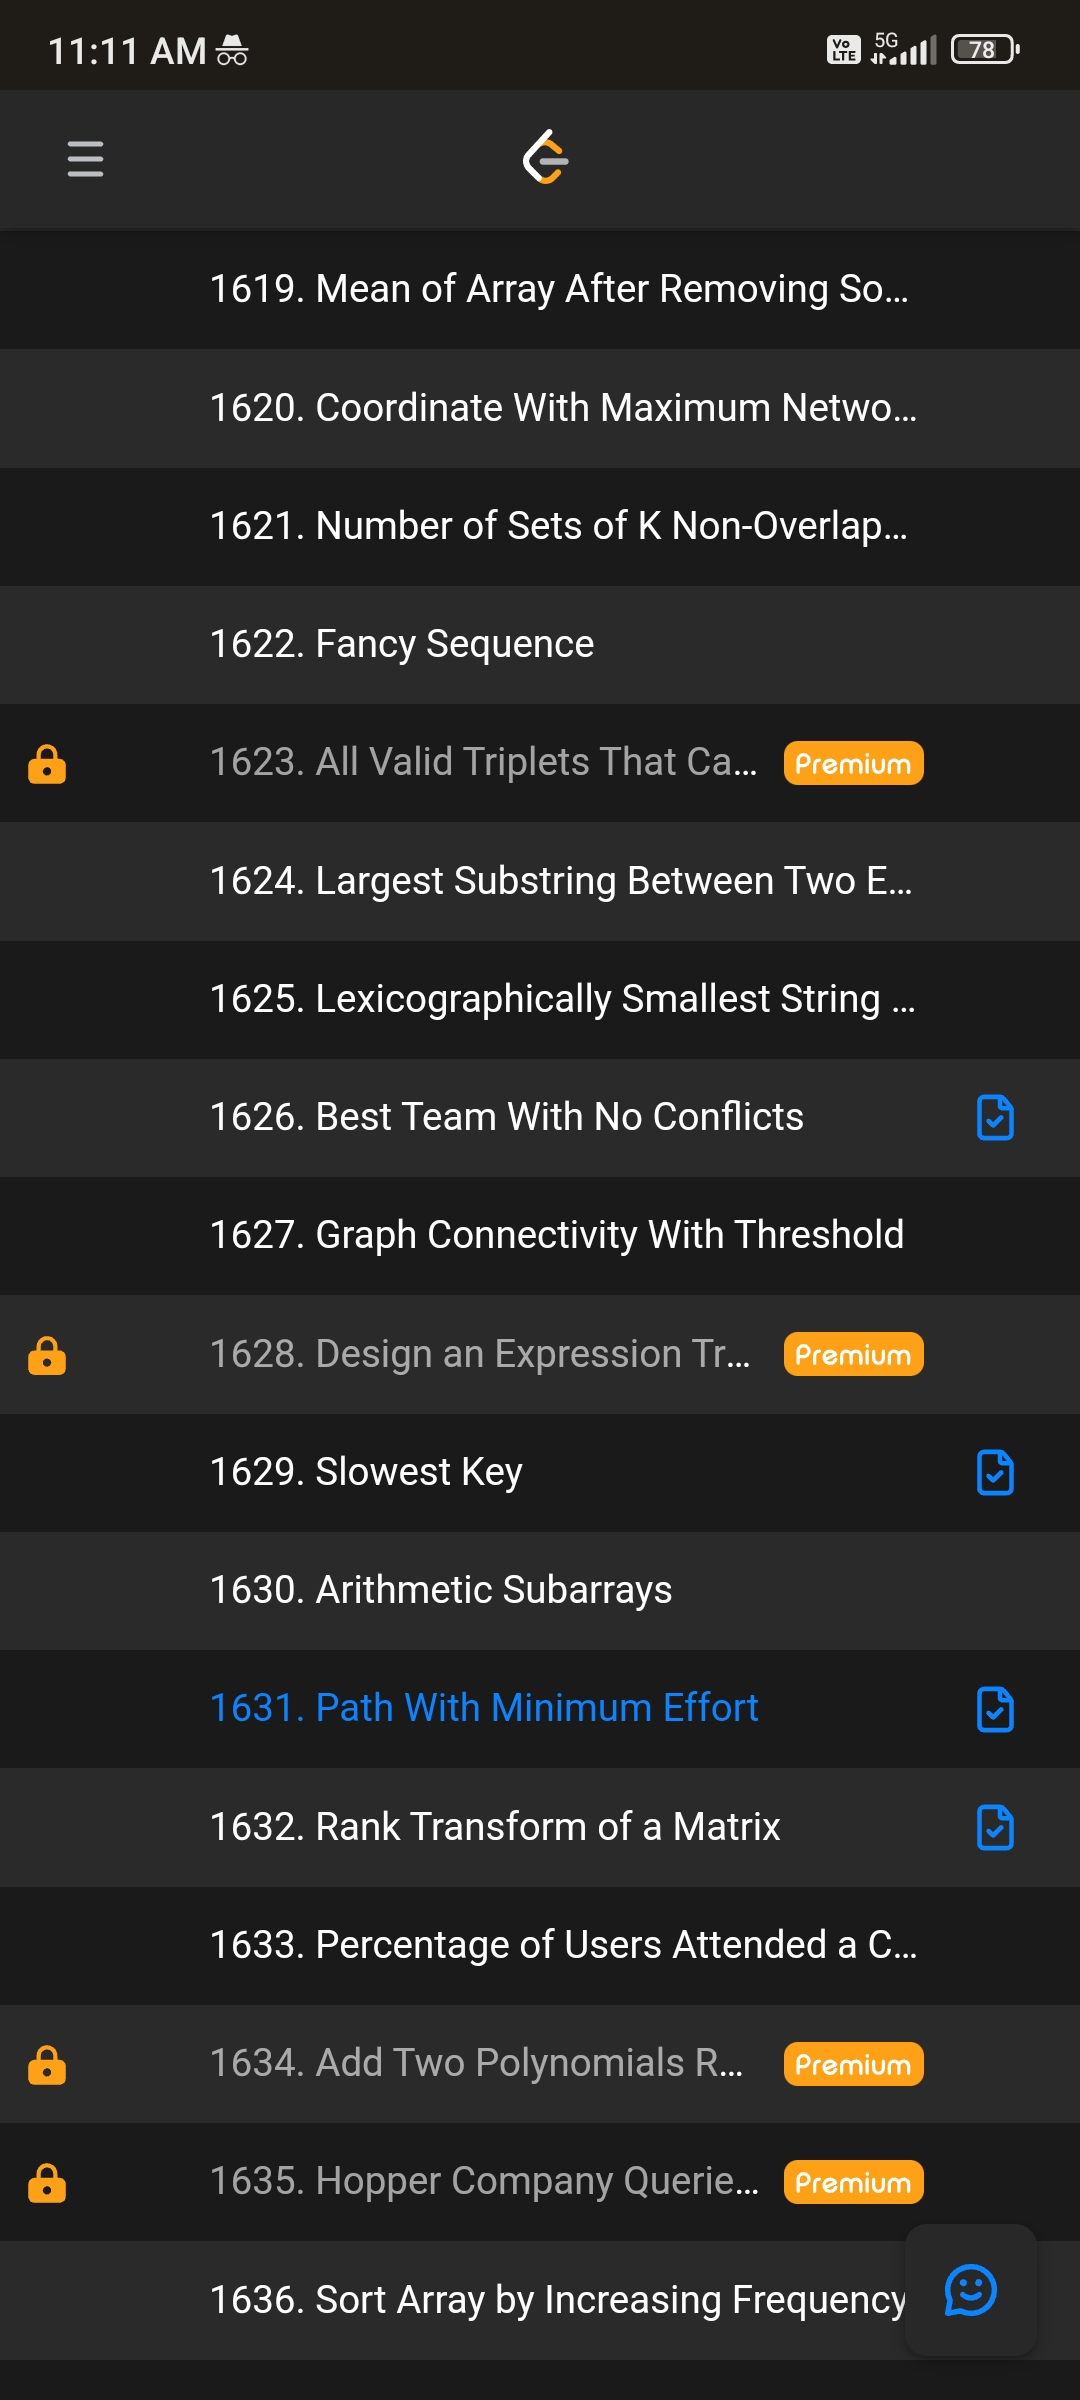 11:11 AM
Vo LTE 5G 78
1619. Mean of Array After Removing So...
1620. Coordinate With Maximum Netwo...
1621. Number of Sets of K Non-Overlap...
1622. Fancy Sequence
1623. All Valid Triplets That Ca... Premium
1624. Largest Substring Between Two E...
1625. Lexicographically Smallest String ...
1626. Best Team With No Conflicts
1627. Graph Connectivity With Threshold
1628. Design an Expression Tr... Premium
1629. Slowest Key
1630. Arithmetic Subarrays
1631. Path With Minimum Effort
1632. Rank Transform of a Matrix
1633. Percentage of Users Attended a C...
1634. Add Two Polynomials R... Premium
1635. Hopper Company Querie... Premium
1636. Sort Array by Increasing Frequency